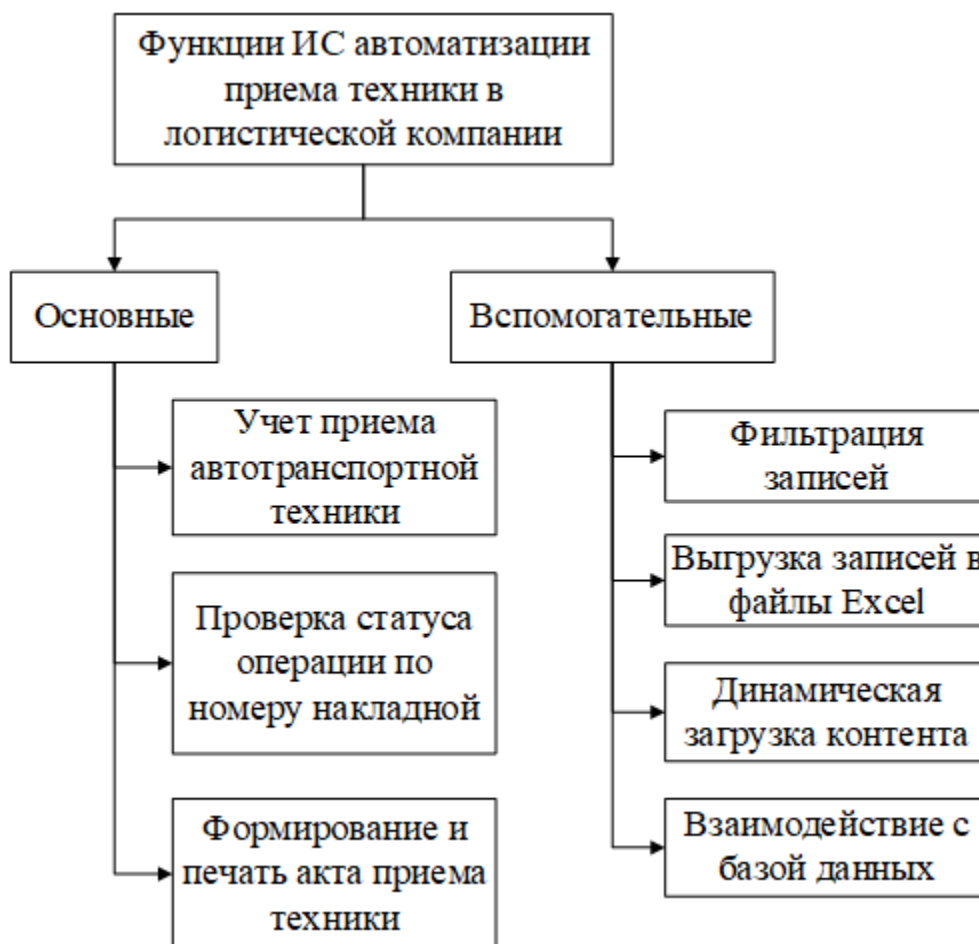 Функции ИС автоматизации
приема техники в
логистической компании
Основные
Вспомогательные
Учет приема
автотранспортной
техники
Проверка статуса
операции по
номеру накладной
Формирование и
печать акта приема
техники
Фильтрация
записей
Выгрузка записей в
файлы Excel
Динамическая
загрузка контента
Взаимодействие с
базой данных